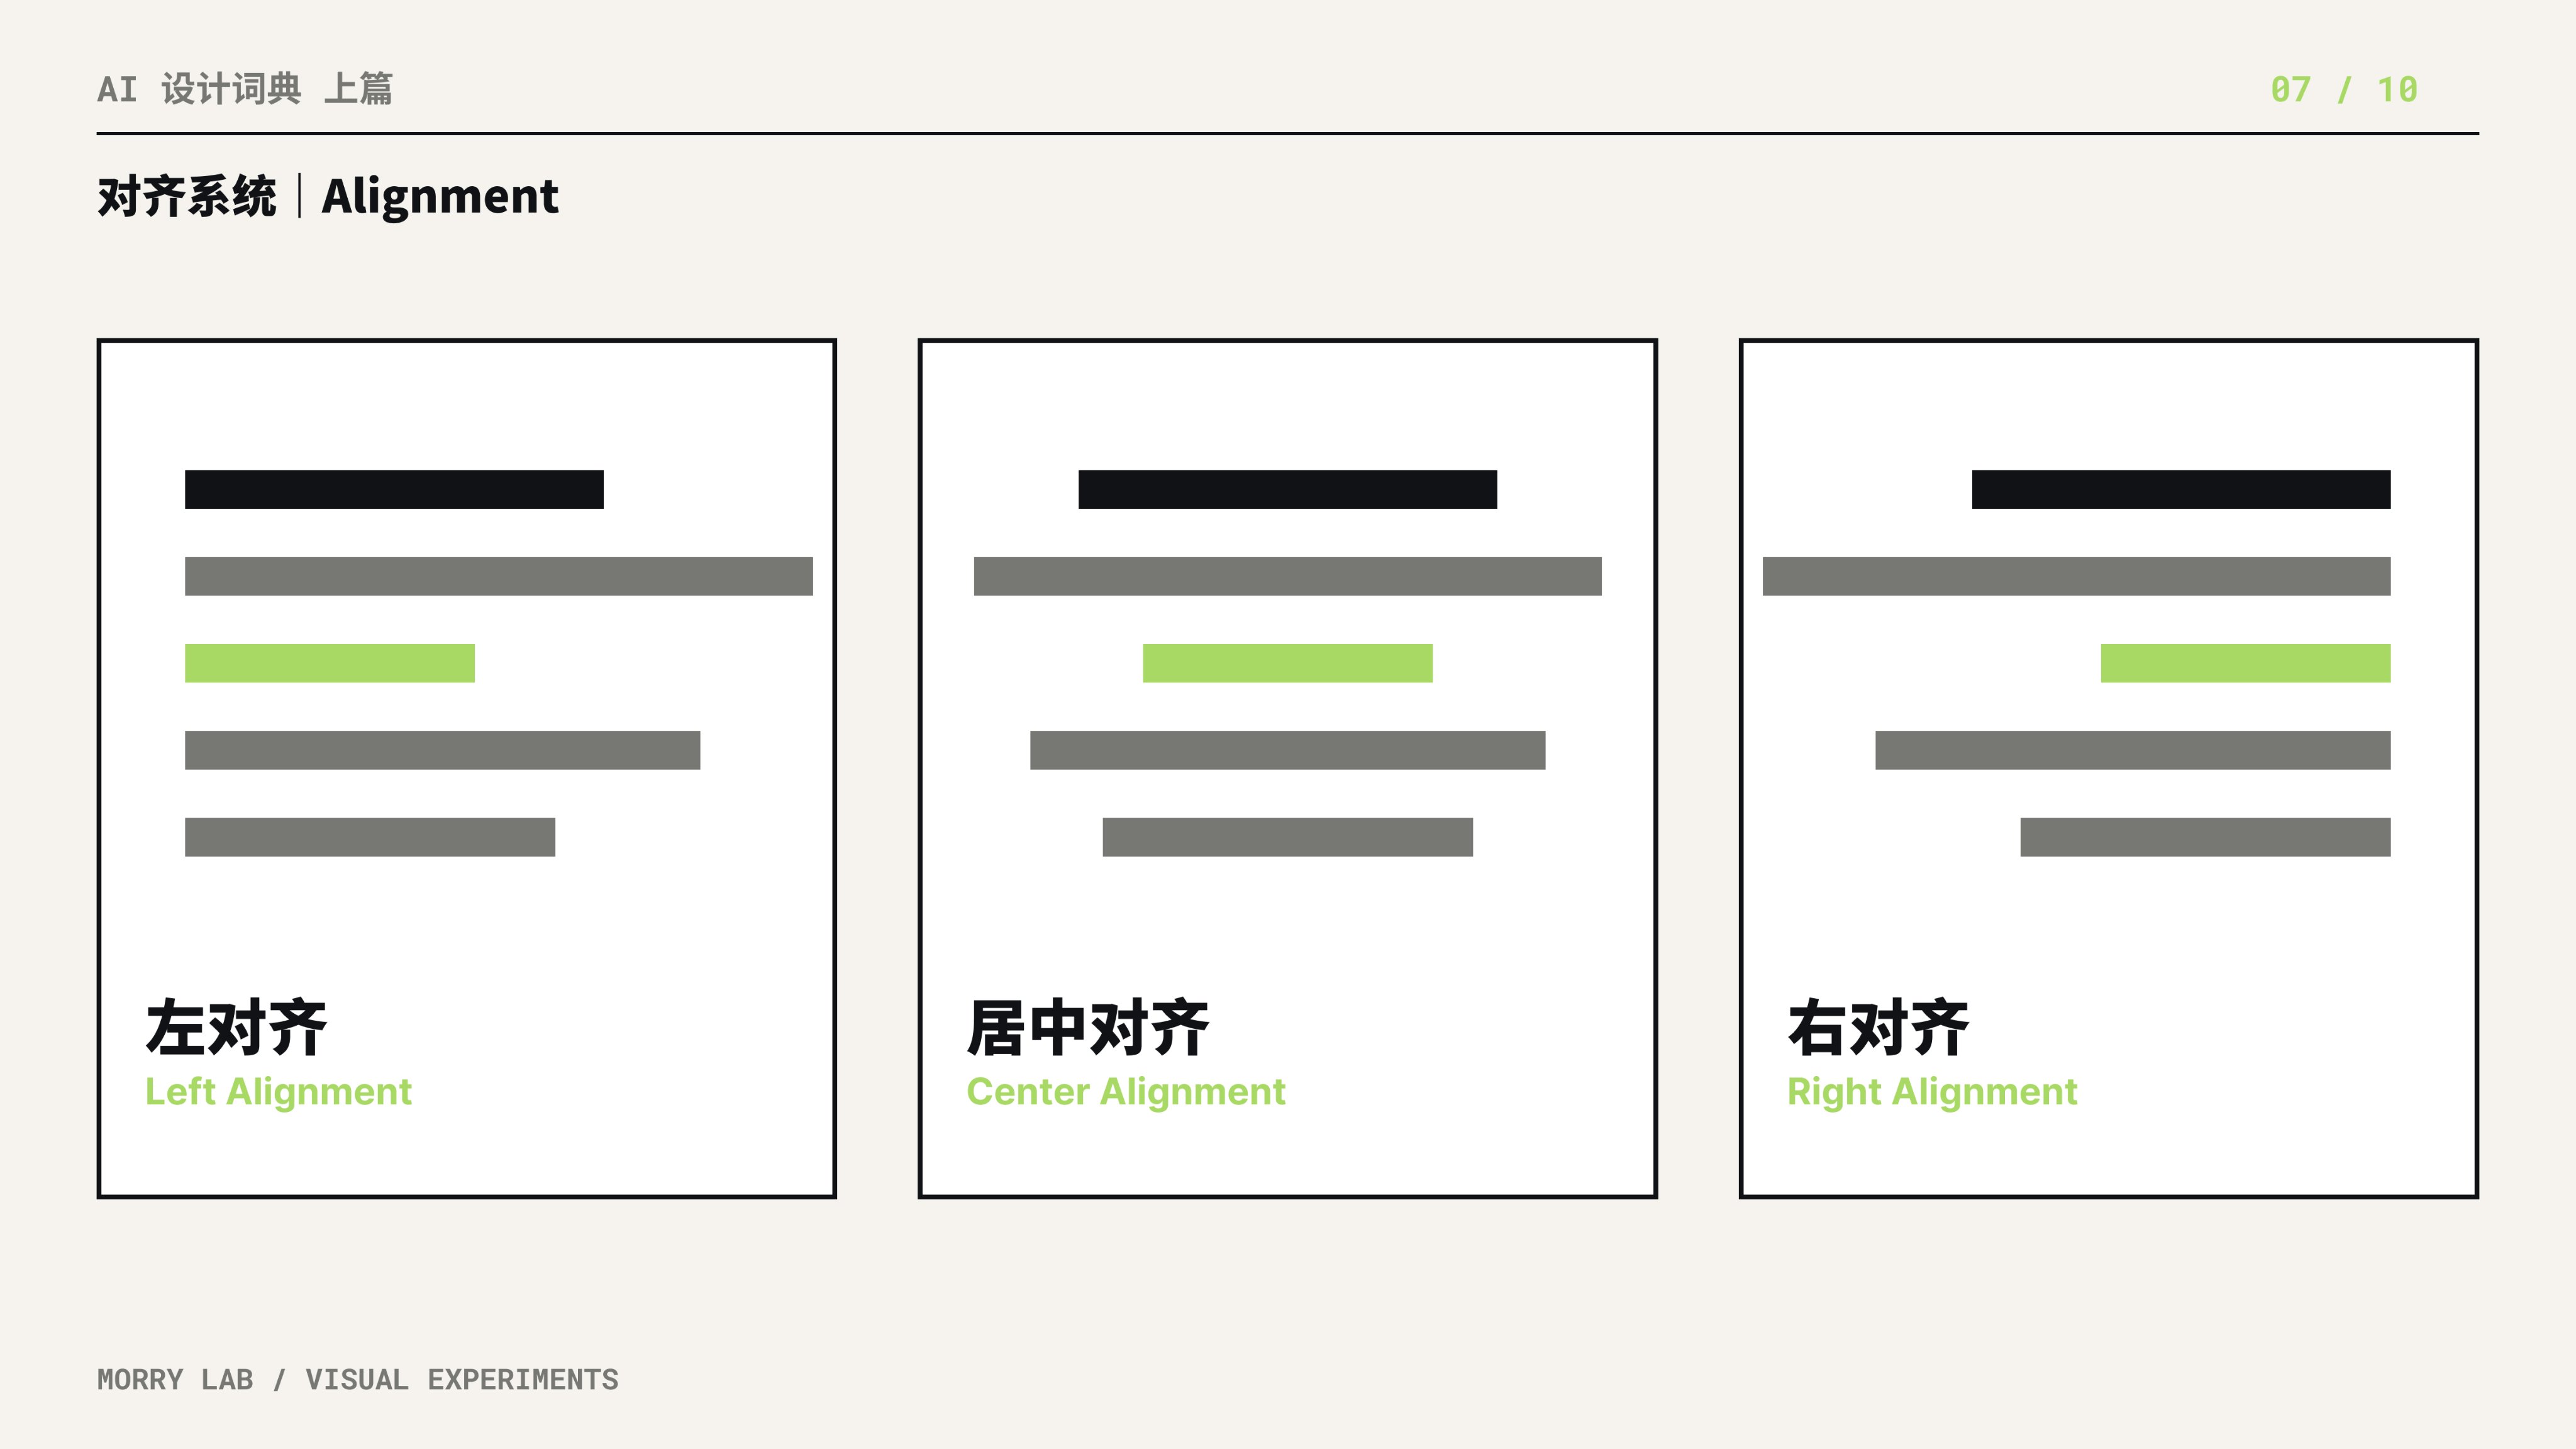 AI 设计词典 上篇
07 / 10
对齐系统｜Alignment
左对齐
Left Alignment
居中对齐
Center Alignment
右对齐
Right Alignment
MORRY LAB / VISUAL EXPERIMENTS